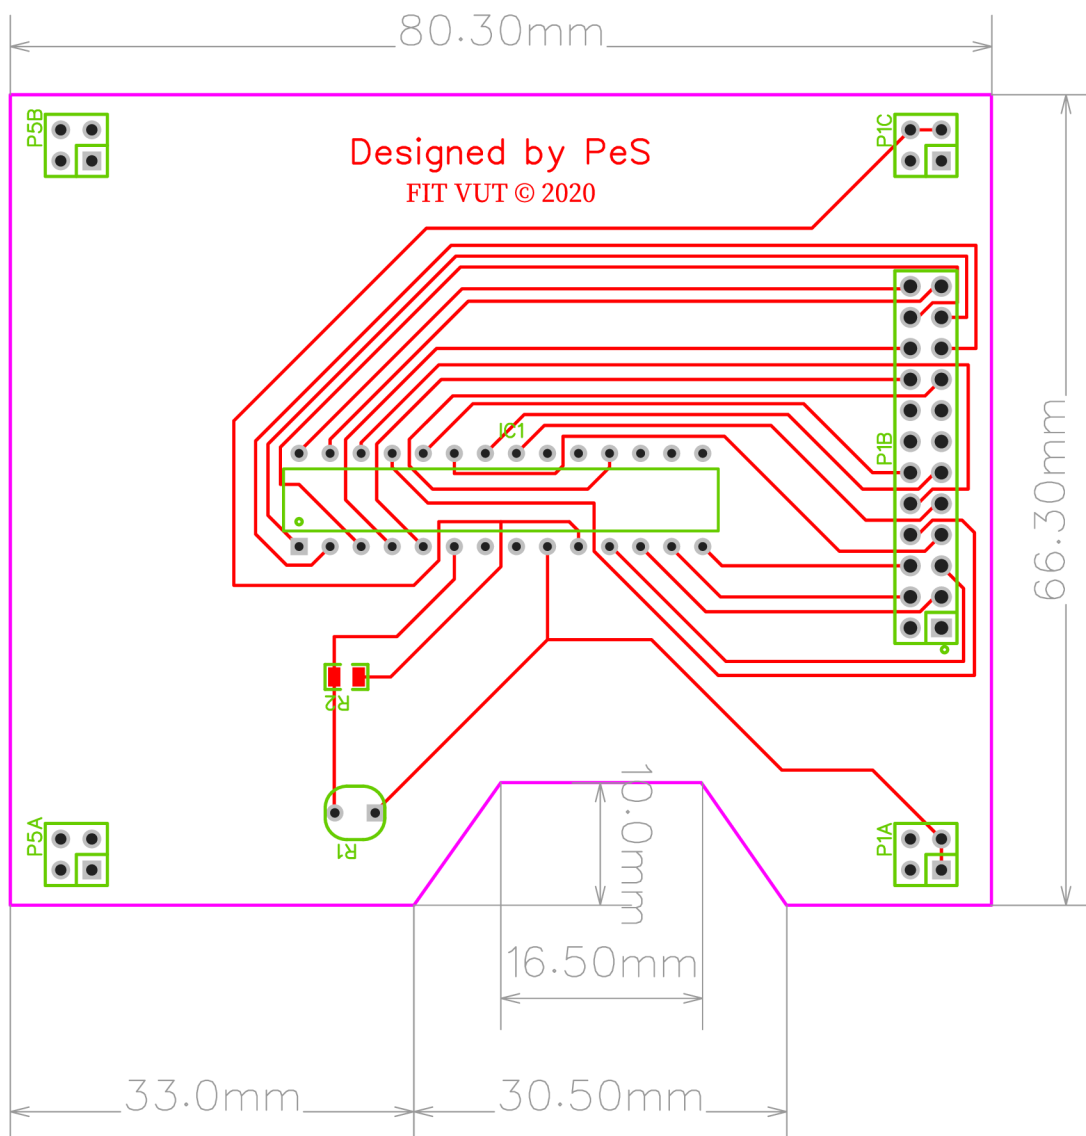 80.30mm
P5B
P1C
Designed by PeS
FIT VUT © 2020
IC1
P1B
66.30mm
R2
10.0mm
P5A
R1
P1A
16.50mm
33.0mm
30.50mm